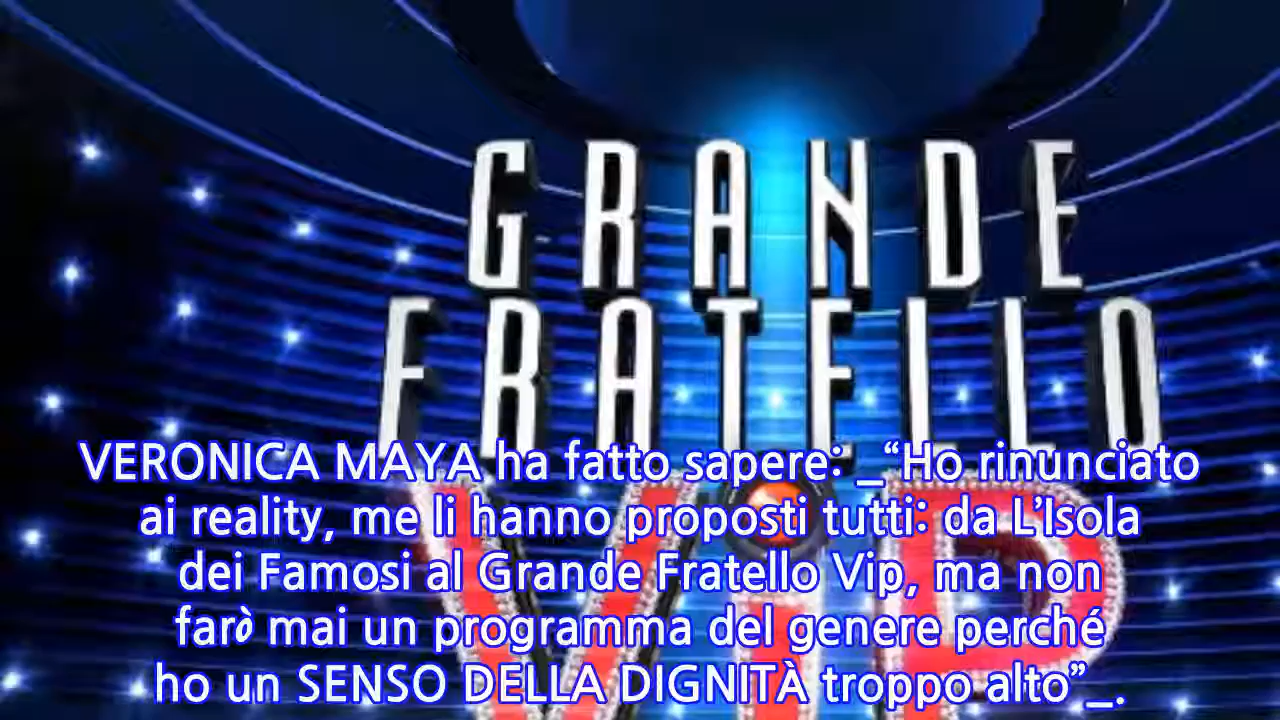 GRANDE
FRATELLO
ViP
VERONICA MAYA ha fatto sapere: _“Ho rinunciato
ai reality, me li hanno proposti tutti: da L’Isola
dei Famosi al Grande Fratello Vip, ma non
farò mai un programma del genere perché
ho un SENSO DELLA DIGNITÀ troppo alto”_.